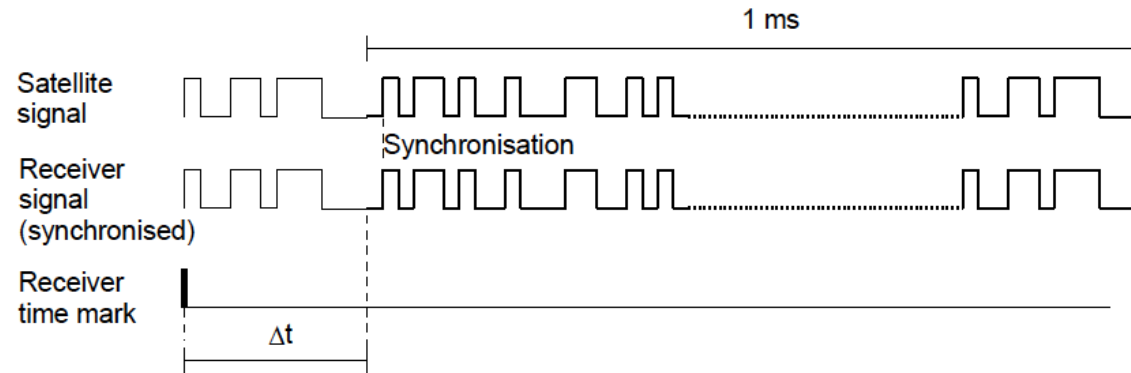 1 ms
Satellite
signal
Synchronisation
Receiver
signal
(synchronised)
Receiver
time mark
Δt